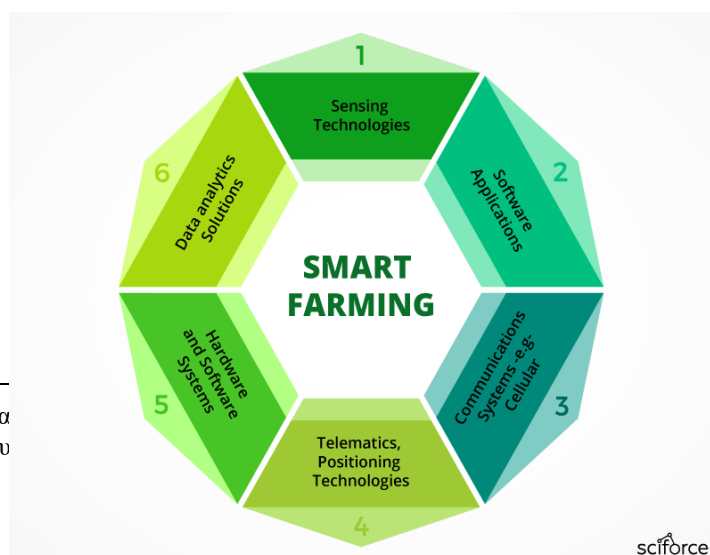 1
Sensing
Technologies
2
Software
Applications
3
Communications
Systems -e.g-
Cellular
4
Telematics,
Positioning
Technologies
5
Hardware
and Software
Systems
6
Data analytics
Solutions
SMART
FARMING
sciforce